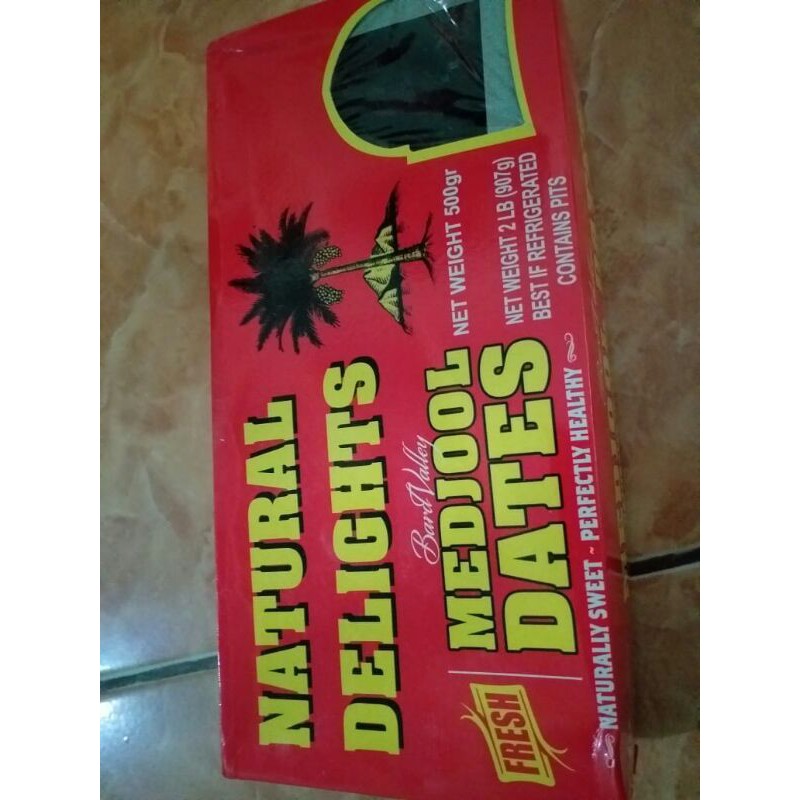 NATURAL
DELIGHTS
Bard Valley
MEDJOOL
DATES
FRESH
NET WEIGHT 500gr
NET WEIGHT 2 LB (907g)
BEST IF REFRIGERATED
CONTAINS PITS
NATURALLY SWEET ~ PERFECTLY HEALTHY